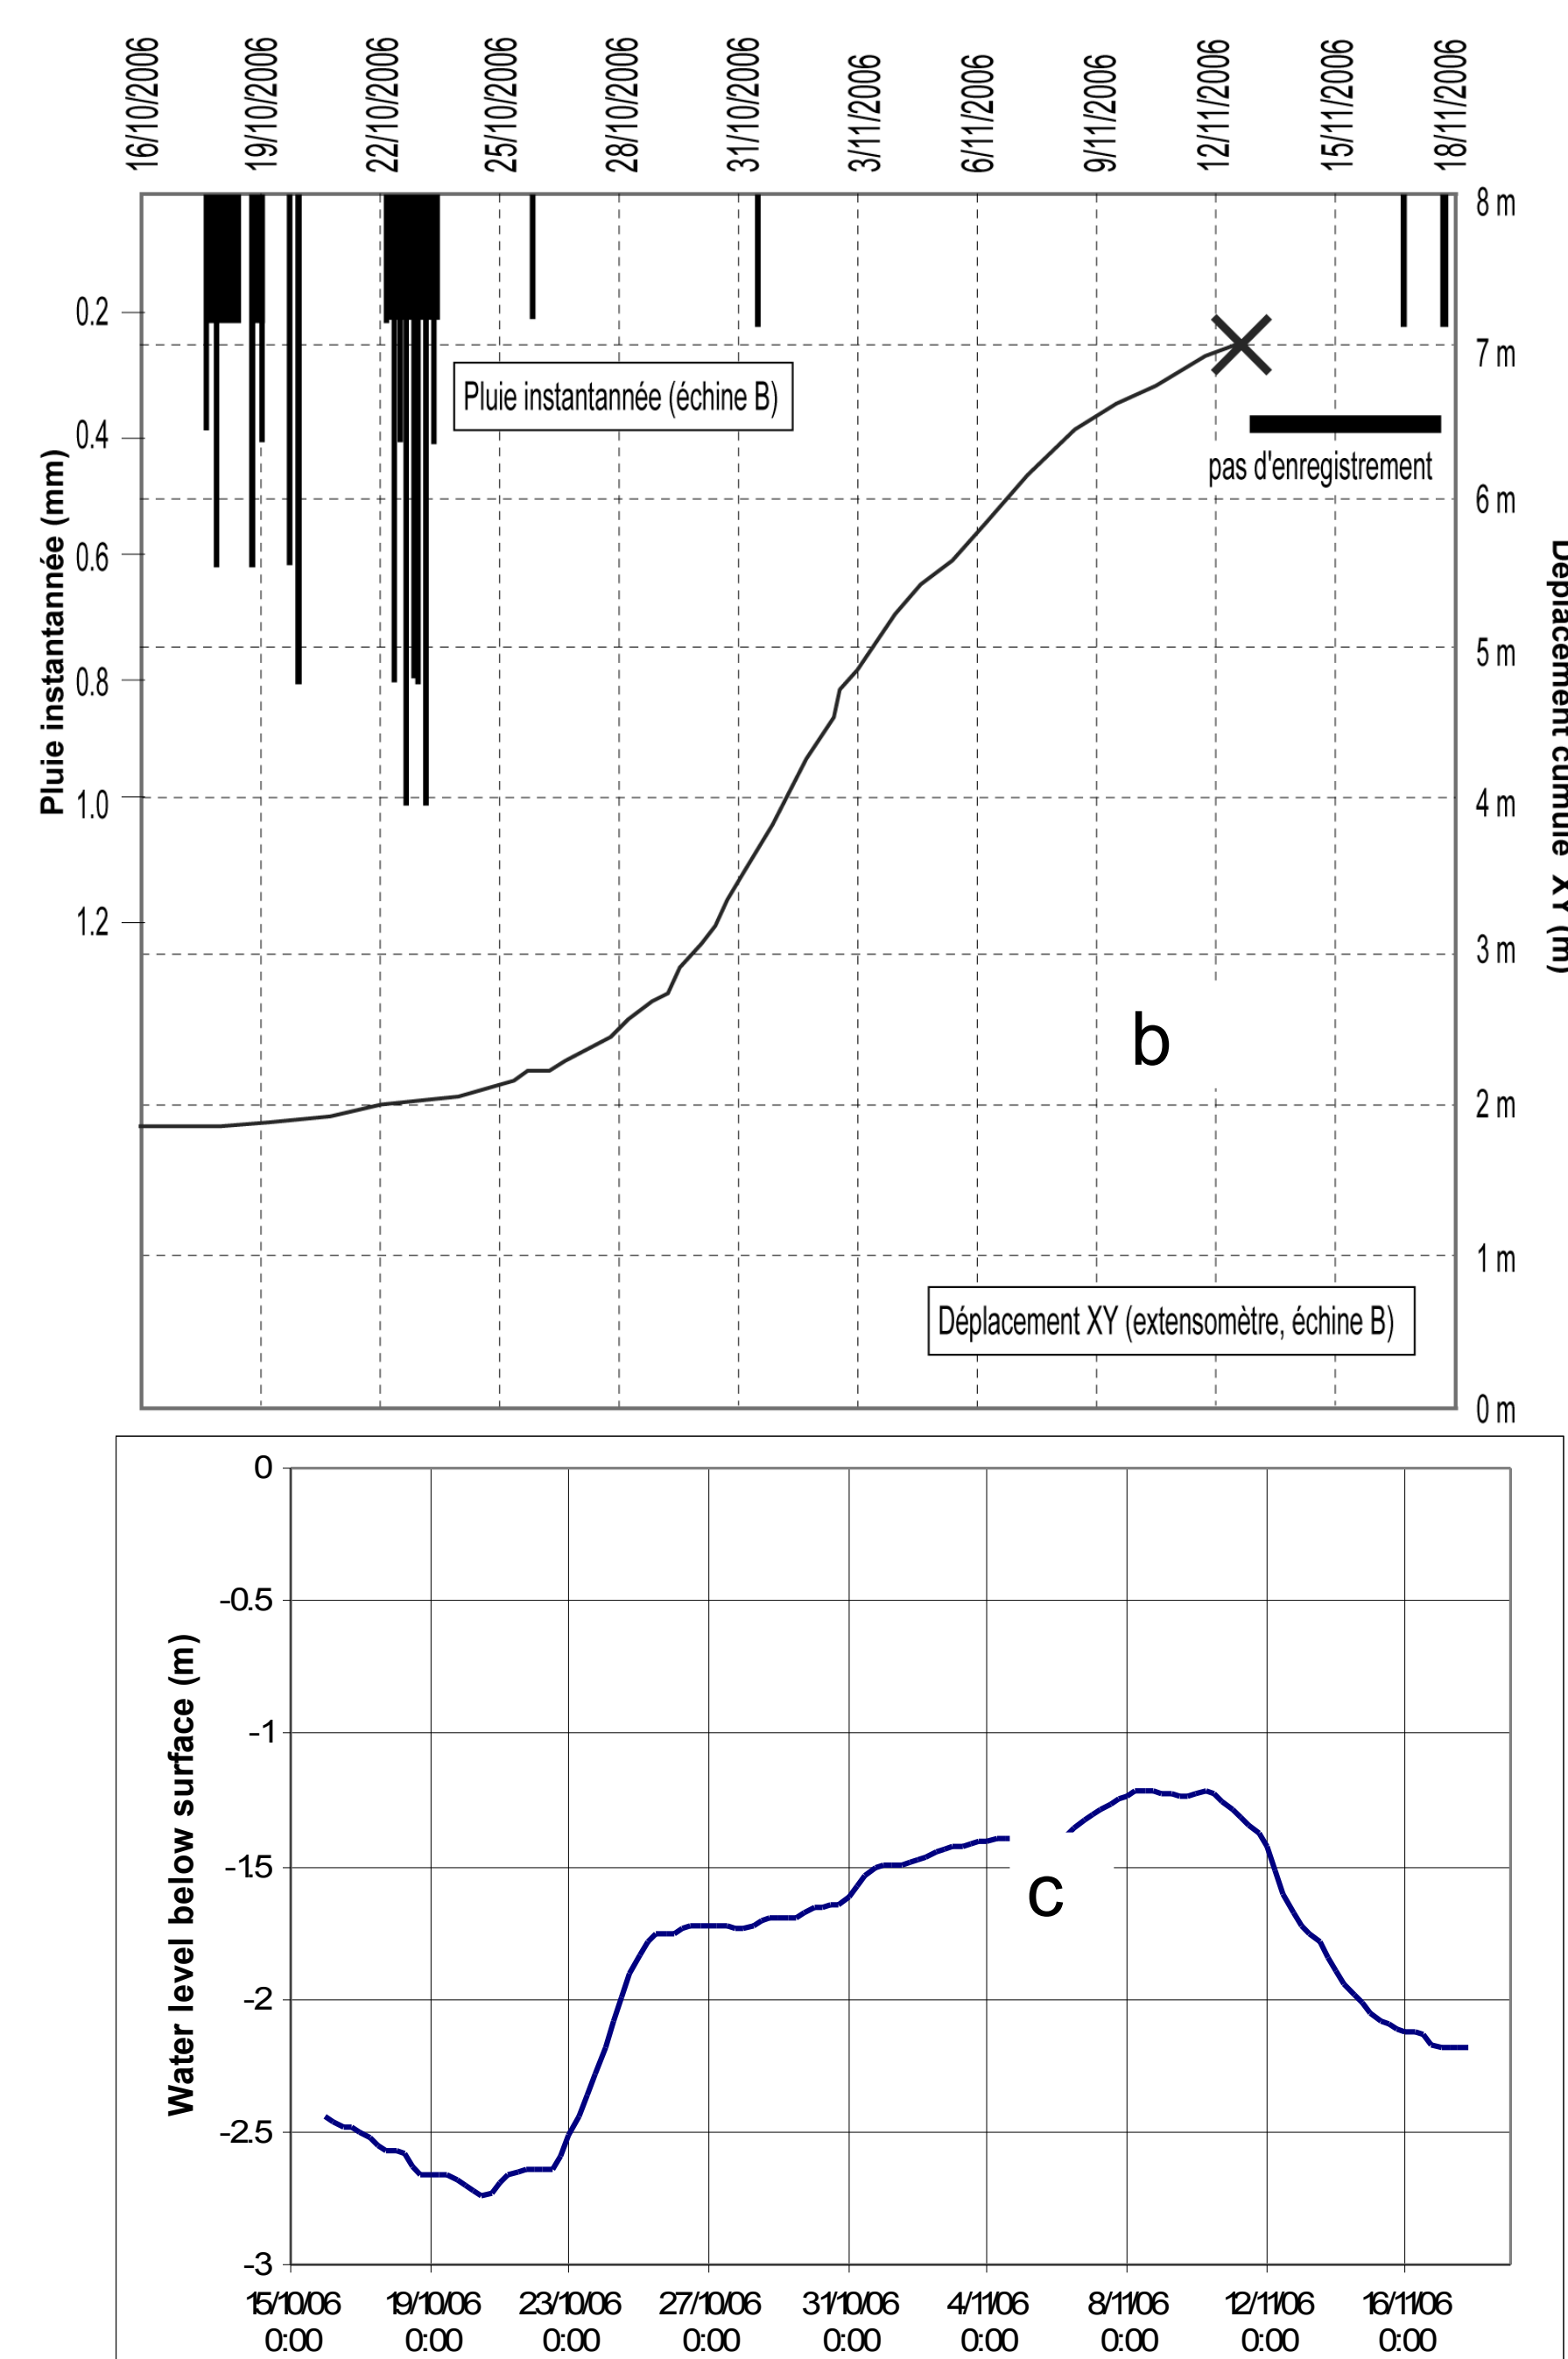 16/10/2006
19/10/2006
22/10/2006
25/10/2006
28/10/2006
31/10/2006
3/11/2006
6/11/2006
9/11/2006
12/11/2006
15/11/2006
18/11/2006
8 m
0.2
7 m
Pluie instantannée (échine B)
0.4
pas d'enregistrement
6 m
0.6
Pluie instantannée (mm)
5 m
0.8
Déplacement cumulé XY (m)
1.0
4 m
1.2
3 m
b
2 m
1 m
Déplacement XY (extensomètre, échine B)
0 m
0
-0.5
-1
-1.5
-2
-2.5
-3
Water level below surface (m)
c
15/10/06
0:00
19/10/06
0:00
23/10/06
0:00
27/10/06
0:00
31/10/06
0:00
4/11/06
0:00
8/11/06
0:00
12/11/06
0:00
16/11/06
0:00